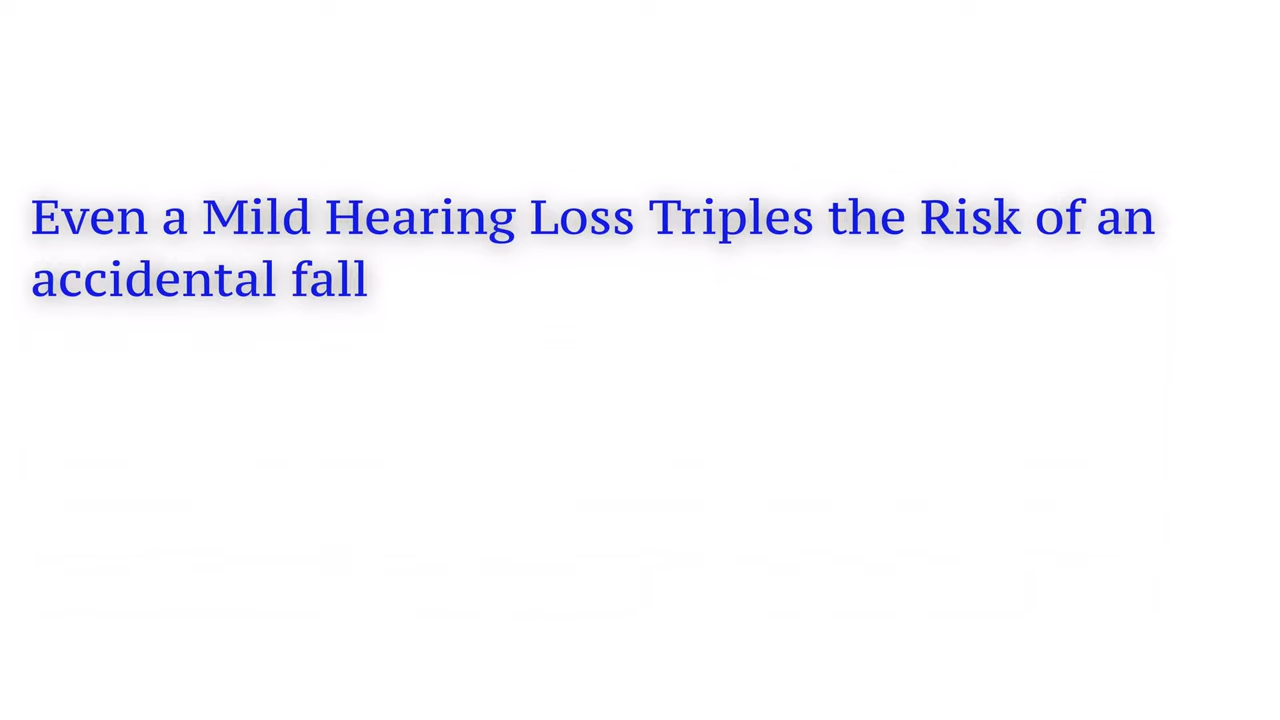 Even a Mild Hearing Loss Triples the Risk of an
accidental fall